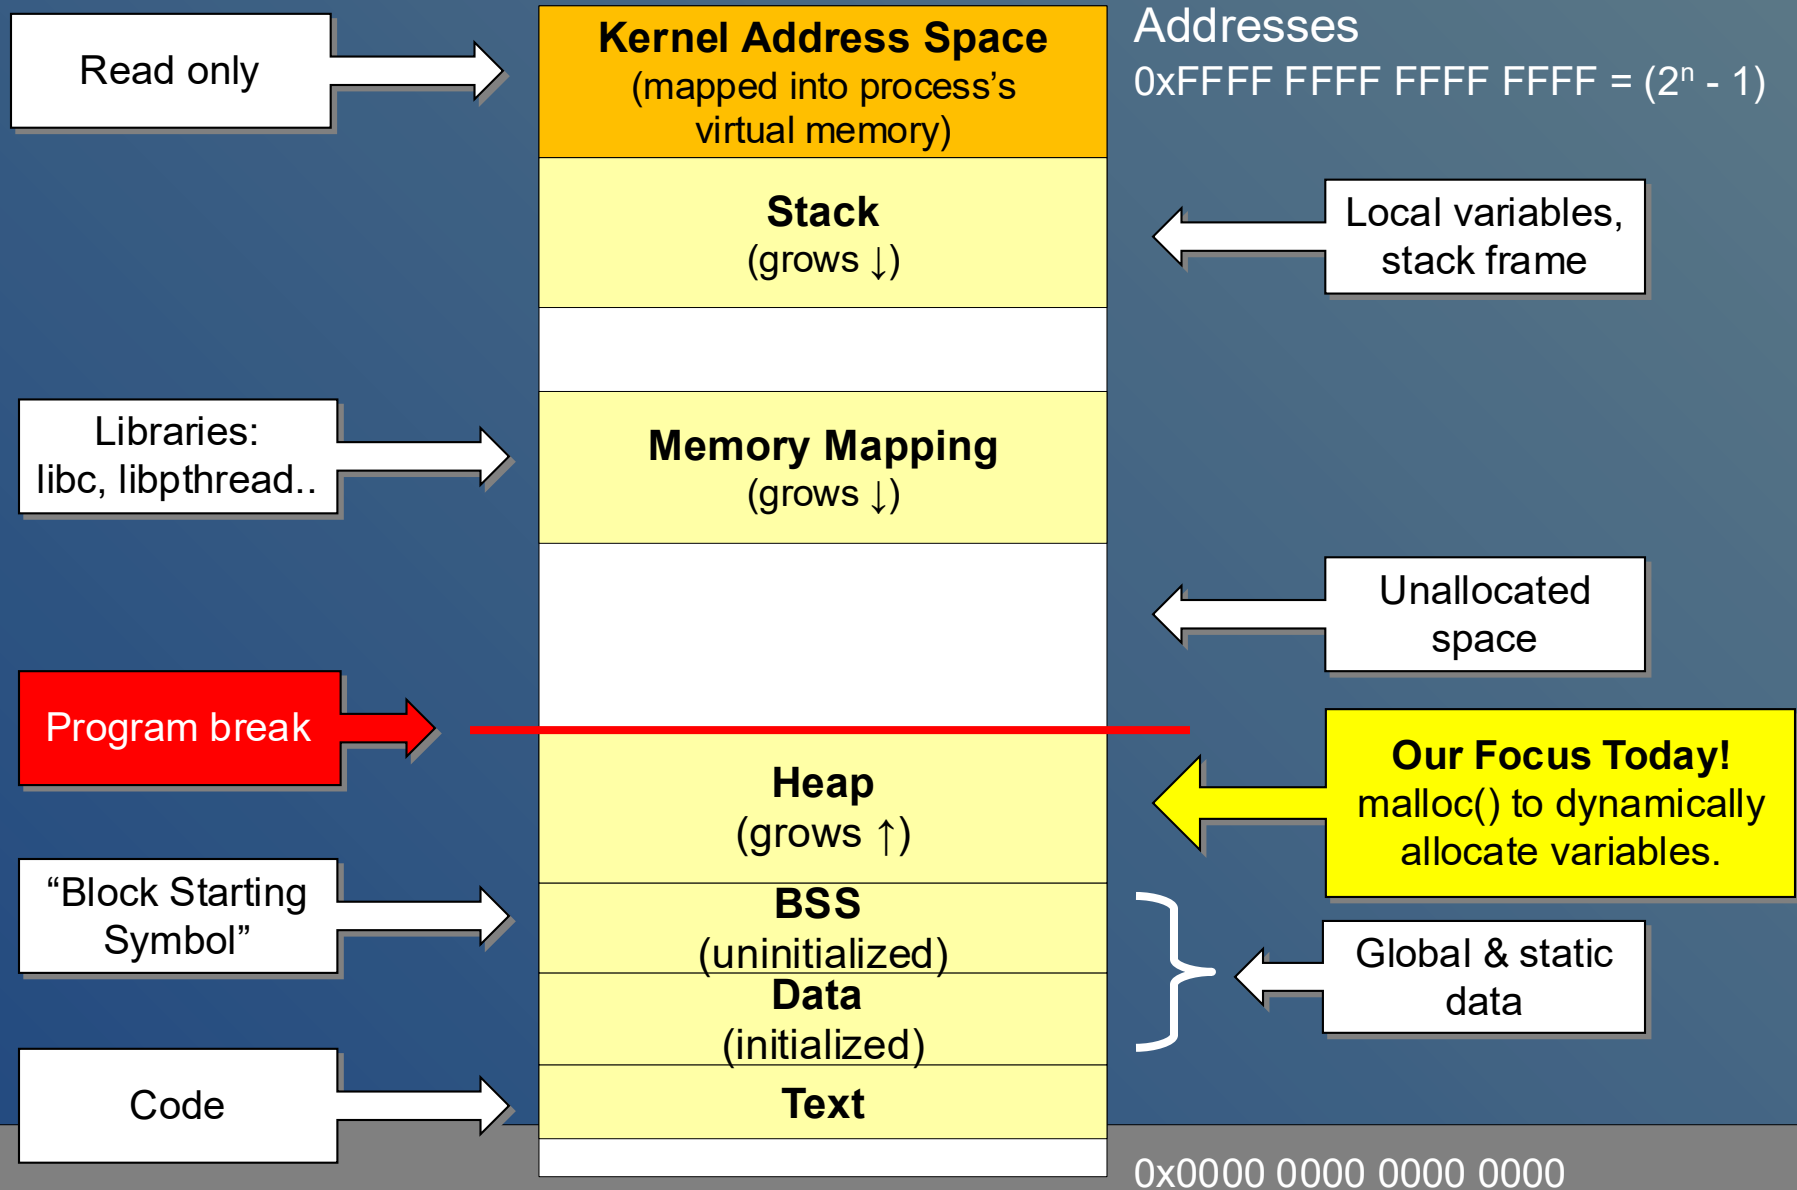 Read only
Kernel Address Space
(mapped into process’s
virtual memory)
Addresses
0xFFFF FFFF FFFF FFFF = (2ⁿ - 1)
Stack
(grows ↓)
Local variables,
stack frame
Libraries:
libc, libpthread..
Memory Mapping
(grows ↓)
Unallocated
space
Program break
Heap
(grows ↑)
Our Focus Today!
malloc() to dynamically
allocate variables.
“Block Starting
Symbol”
BSS
(uninitialized)
Data
(initialized)
Global & static
data
Code
Text
0x0000 0000 0000 0000